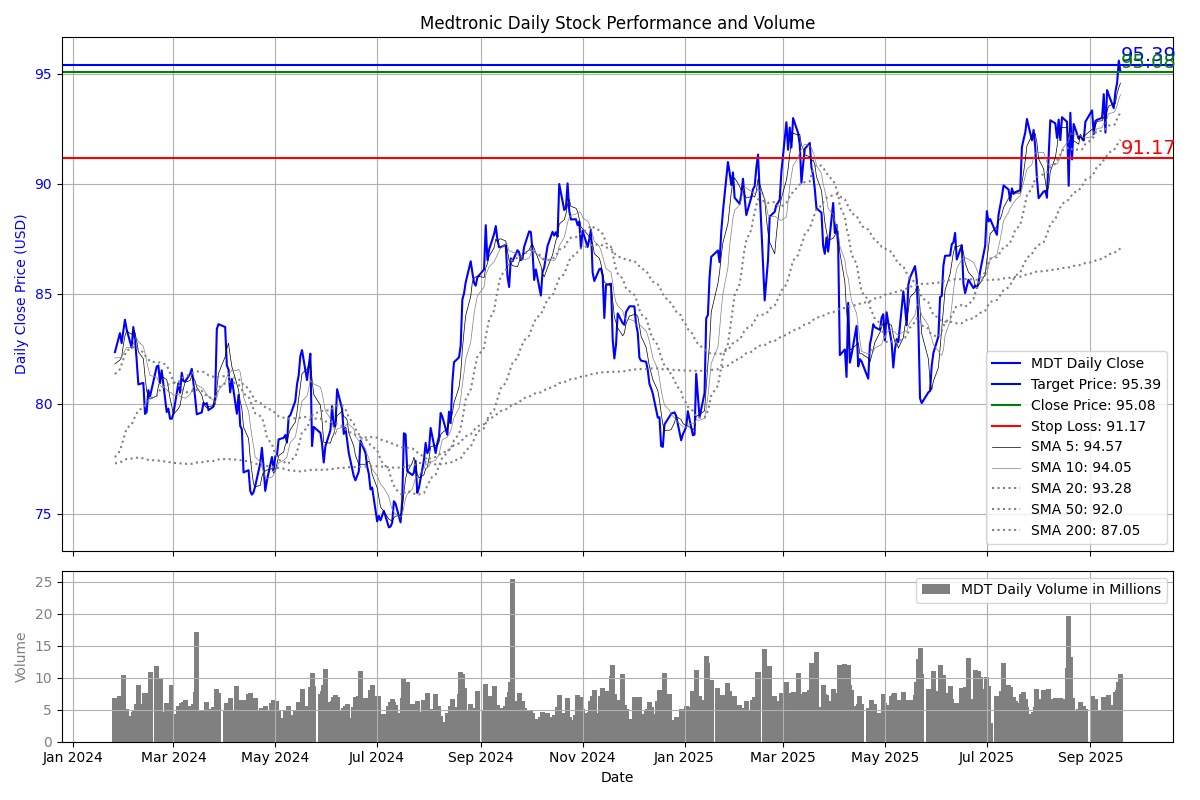 Medtronic Daily Stock Performance and Volume
95.39
95.08
91.17
95
90
85
80
75
Daily Close Price (USD)
MDT Daily Close
Target Price: 95.39
Close Price: 95.08
Stop Loss: 91.17
SMA 5: 94.57
SMA 10: 94.05
SMA 20: 93.28
SMA 50: 92.0
SMA 200: 87.05
25
20
15
10
5
0
Volume
MDT Daily Volume in Millions
Jan 2024 Mar 2024 May 2024 Jul 2024 Sep 2024 Nov 2024 Jan 2025 Mar 2025 May 2025 Jul 2025 Sep 2025
Date